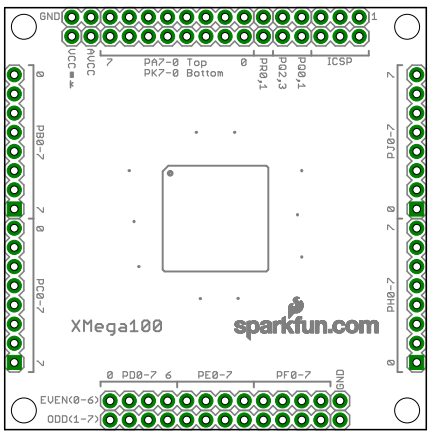 GND 1
VCC AVCC 7 PA7-0 Top 0 PR0,1 PQ2,3 PQ0,1 ICSP
PK7-0 Bottom
0 PB0-7 7
0 PC0-7 7
7 PJ0-7 0
7 PH0-7 0
XMega100
sparkfun.com
0 PD0-7 6 PE0-7 PF0-7 GND
EVEN(0-6)
ODD(1-7)